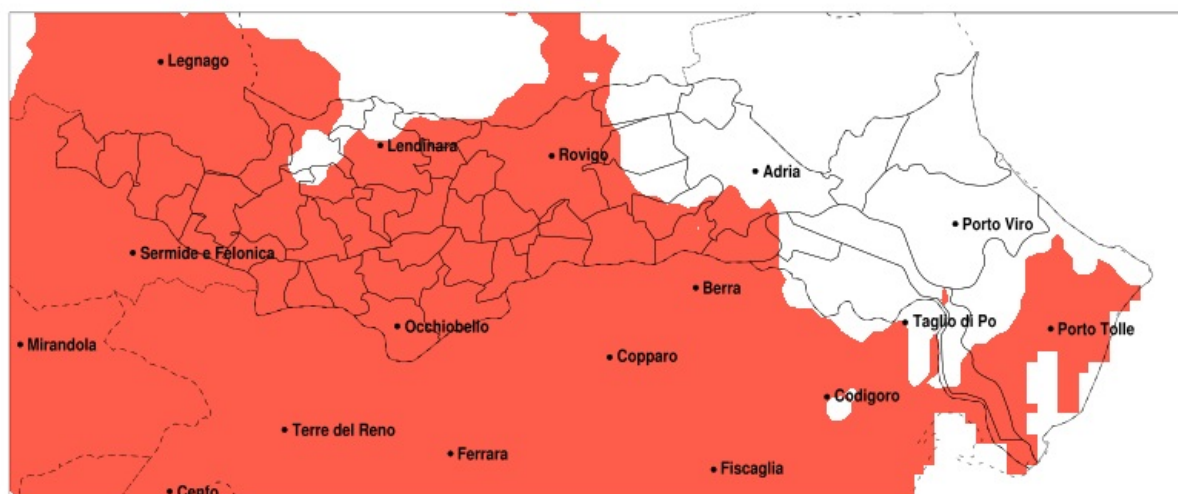 Legnago
Lendinara
Rovigo
Adria
Porto Viro
Sermide e Felonica
Berra
Occhiobello
Taglio di Po
Porto Tolle
Mirandola
Copparo
Codigoro
Terre del Reno
Ferrara
Fiscaglia
Cento